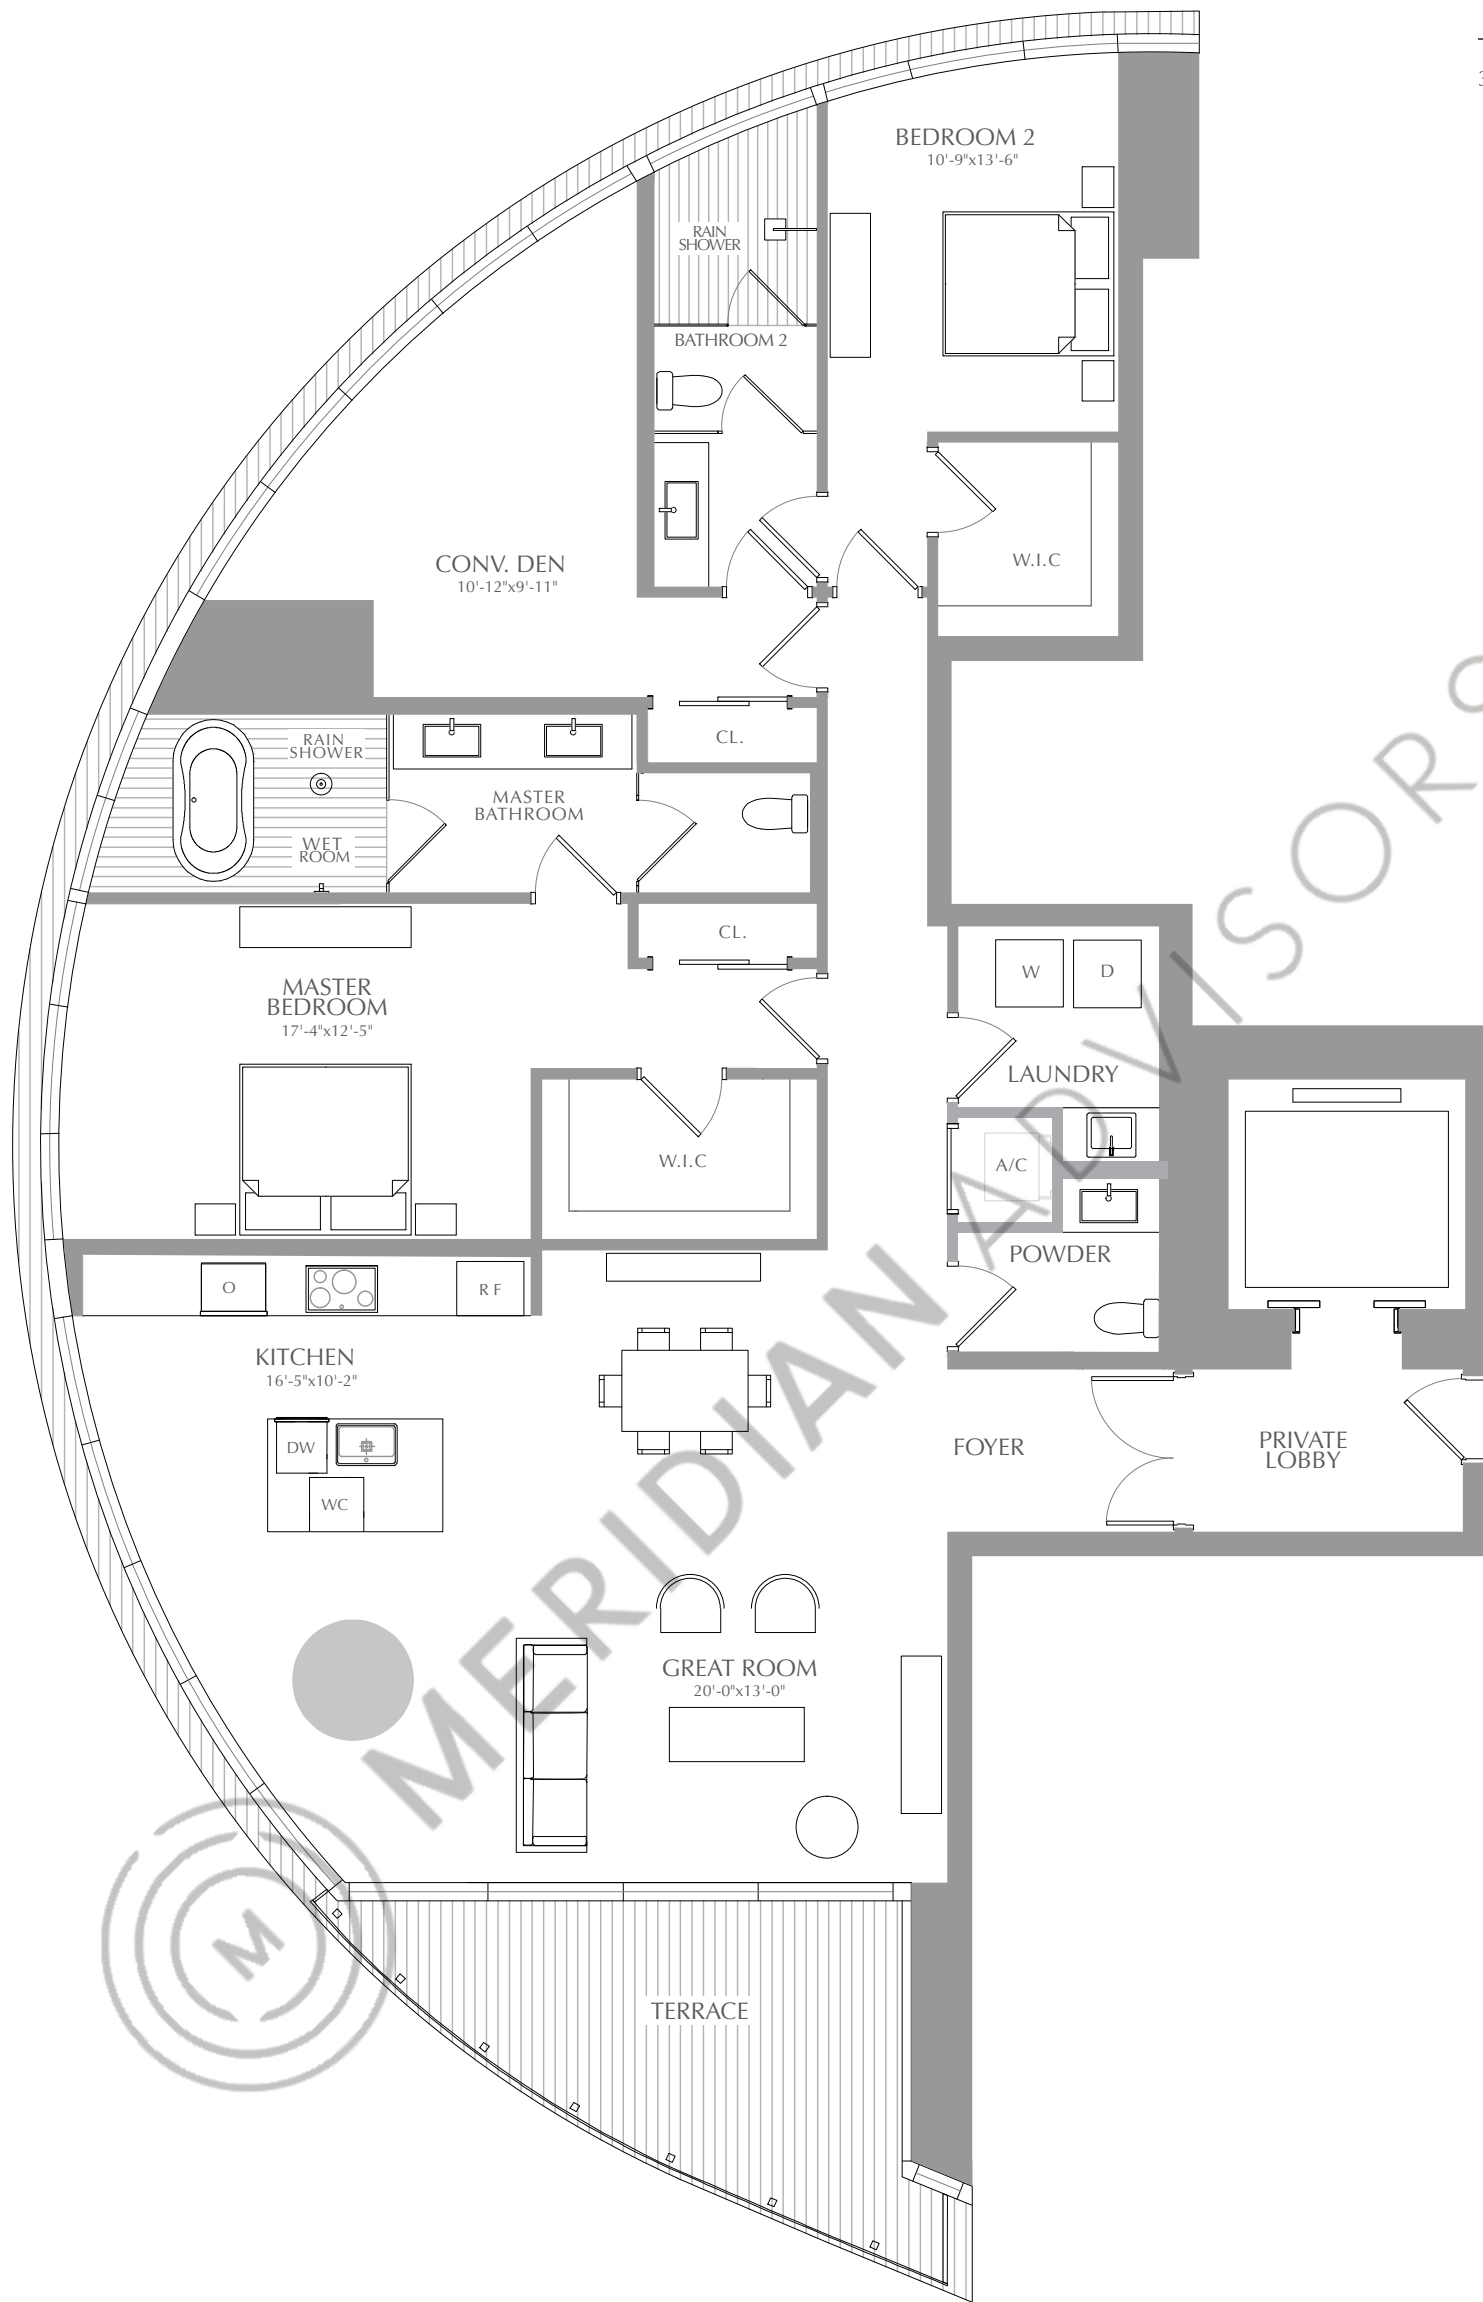 BEDROOM 2
10'-9"x13'-6"
RAIN
SHOWER
BATHROOM 2
CONV. DEN
10'-12"x9'-11"
W.I.C
CL.
RAIN
SHOWER
MASTER
BATHROOM
WET
ROOM
CL.
MASTER
BEDROOM
17'-4"x12'-5"
W
D
LAUNDRY
W.I.C
A/C
POWDER
O
RF
KITCHEN
16'-5"x10'-2"
DW
WC
FOYER
PRIVATE
LOBBY
GREAT ROOM
20'-0"x13'-0"
TERRACE
M MERIDIAN ADVISORS